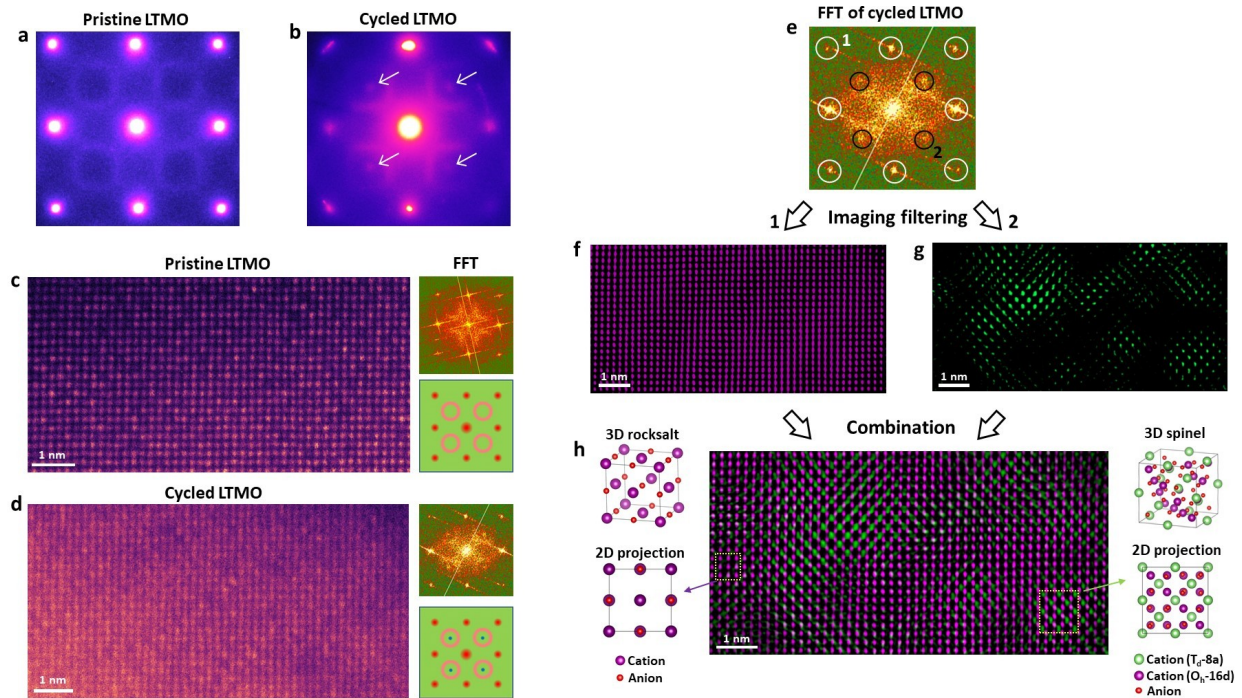 Pristine LTMO
Cycled LTMO
a
b
Pristine LTMO
FFT
c
1 nm
Cycled LTMO
d
1 nm
FFT of cycled LTMO
e
1
2
1 Imaging filtering 2
f
g
1 nm
1 nm
Combination
h
3D rocksalt
2D projection
Cation
Anion
1 nm
3D spinel
2D projection
Cation (Td-8a)
Cation (Oh-16d)
Anion